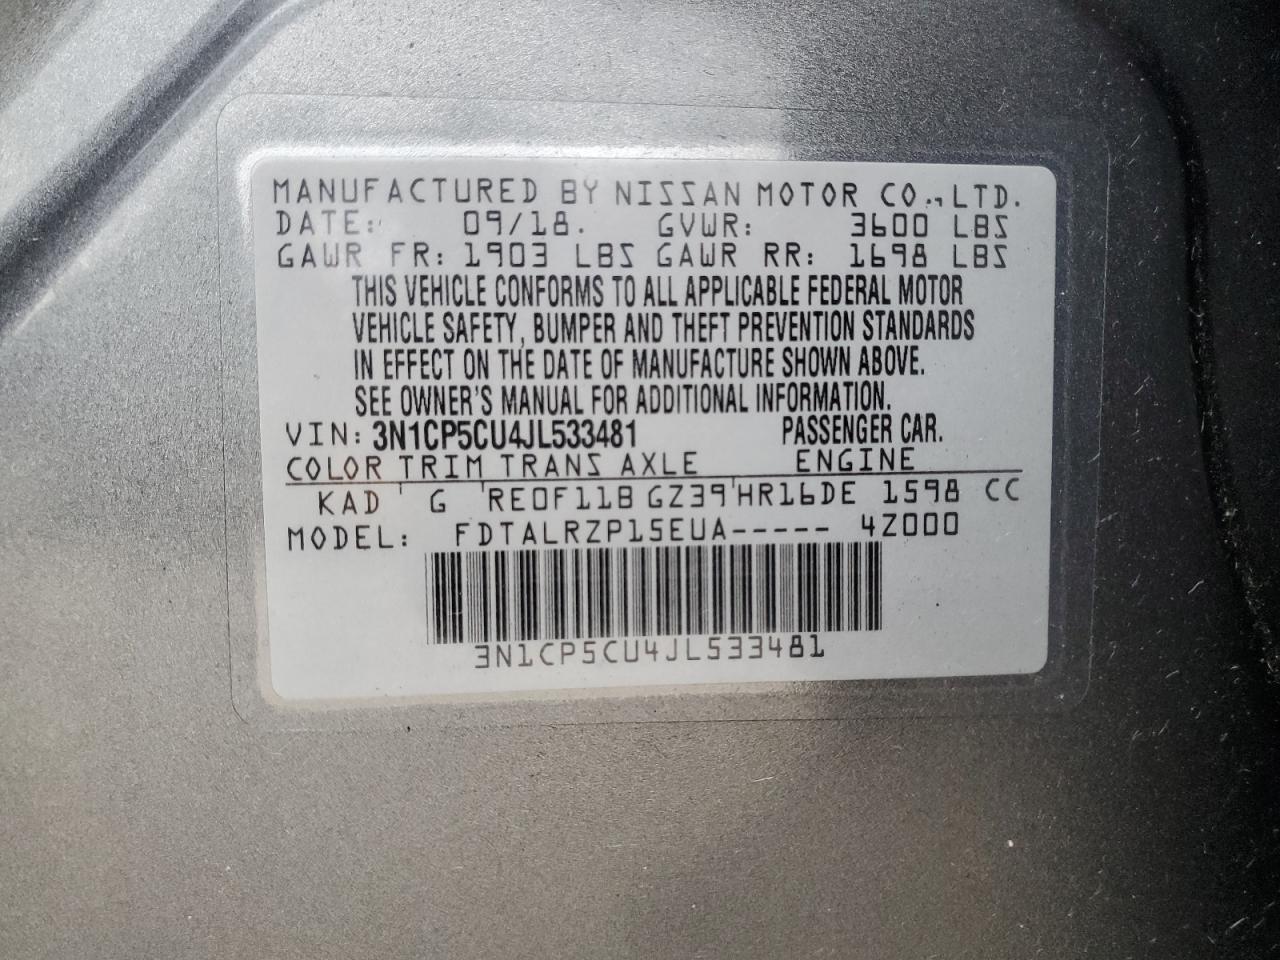 MANUFACTURED BY NISSAN MOTOR CO., LTD.
DATE: 09/18. GVWR: 3600 LBS
GAWR FR: 1903 LBS GAWR RR: 1698 LBS
THIS VEHICLE CONFORMS TO ALL APPLICABLE FEDERAL MOTOR
VEHICLE SAFETY, BUMPER AND THEFT PREVENTION STANDARDS
IN EFFECT ON THE DATE OF MANUFACTURE SHOWN ABOVE.
SEE OWNER'S MANUAL FOR ADDITIONAL INFORMATION.
VIN: 3N1CP5CU4JL533481 PASSENGER CAR.
COLOR TRIM TRANS AXLE ENGINE
KAD G RE0F11B GZ39 HR16DE 1598 CC
MODEL: FDTALRZP15EUA----- 4Z000
3N1CP5CU4JL533481